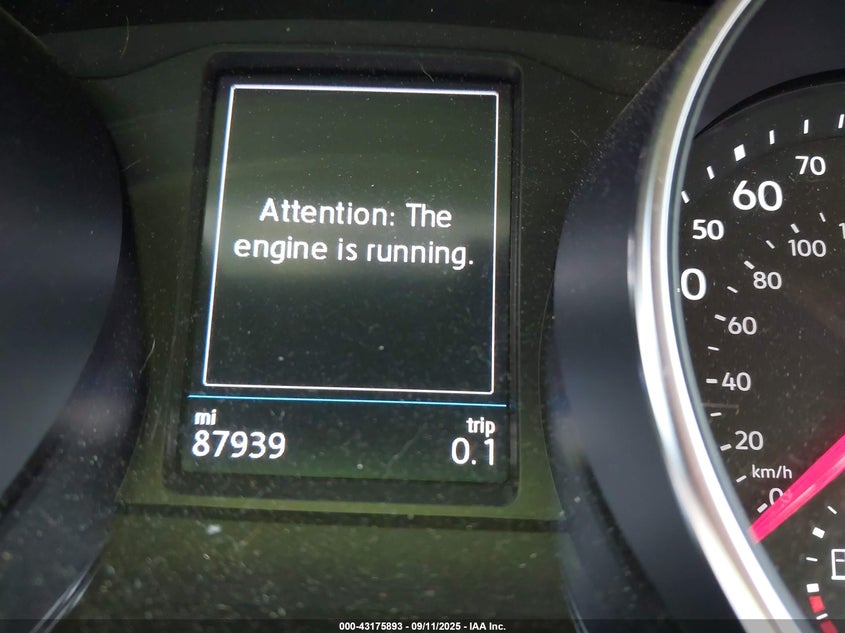 Attention: The
engine is running.
mi
87939
trip
0.1
70
60
50
100
80
60
40
20
km/h
0
000-43175893 - 09/11/2025 - IAA Inc.